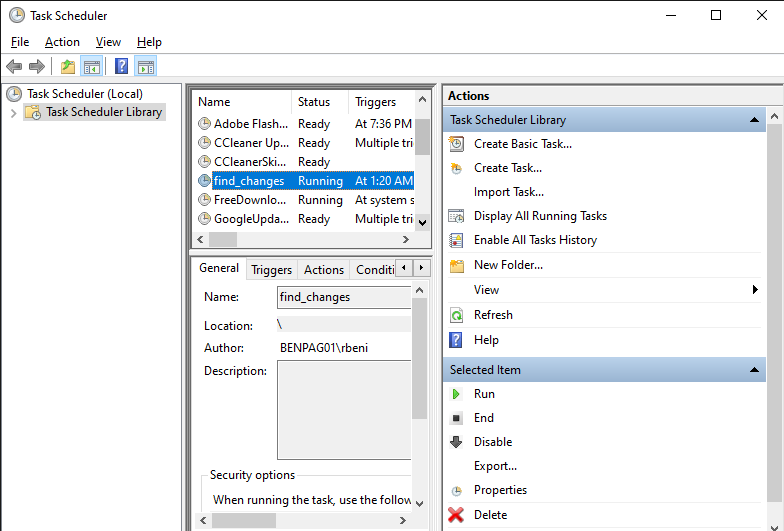 Task Scheduler
File Action View Help
Task Scheduler (Local)
Task Scheduler Library
Name Status Triggers
Adobe Flash... Ready At 7:36 PM
CCleaner Up... Ready Multiple tri
CCleanerSki... Ready
find_changes Running At 1:20 AM
FreeDownlo... Running At system s
GoogleUpda... Ready Multiple tri
General Triggers Actions Conditi
Name: find_changes
Location: \
Author: BENPAG01\rbeni
Description:
Security options
When running the task, use the follow
Actions
Task Scheduler Library
Create Basic Task...
Create Task...
Import Task...
Display All Running Tasks
Enable All Tasks History
New Folder...
View
Refresh
Help
Selected Item
Run
End
Disable
Export...
Properties
Delete